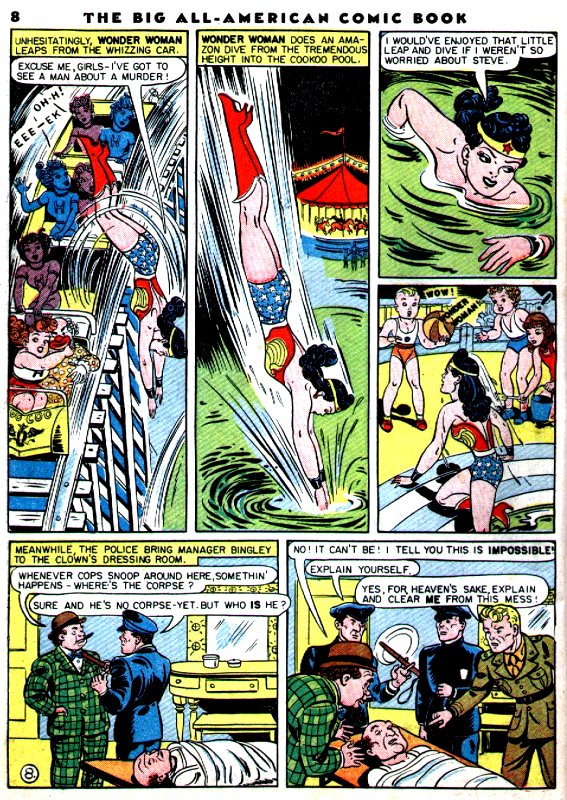 8 THE BIG ALL-AMERICAN COMIC BOOK
UNHESITATINGLY, WONDER WOMAN
LEAPS FROM THE WHIZZING CAR.
EXCUSE ME, GIRLS-I'VE GOT TO
SEE A MAN ABOUT A MURDER!
OH-H!
EEE-EEK!
H
H
WONDER WOMAN DOES AN AMA-
ZON DIVE FROM THE TREMENDOUS
HEIGHT INTO THE COOKOO POOL.
I WOULD'VE ENJOYED THAT LITTLE
LEAP AND DIVE IF I WEREN'T SO
WORRIED ABOUT STEVE.
WOW!
WONDER
WOMAN!
MEANWHILE, THE POLICE BRING MANAGER BINGLEY
TO THE CLOWN'S DRESSING ROOM.
WHENEVER COPS SNOOP AROUND HERE, SOMETHIN'
HAPPENS - WHERE'S THE CORPSE?
SURE AND HE'S NO CORPSE-YET. BUT WHO IS HE?
8
NO! IT CAN'T BE! I TELL YOU THIS IS IMPOSSIBLE!
EXPLAIN YOURSELF.
YES, FOR HEAVEN'S SAKE, EXPLAIN
AND CLEAR ME FROM THIS MESS!